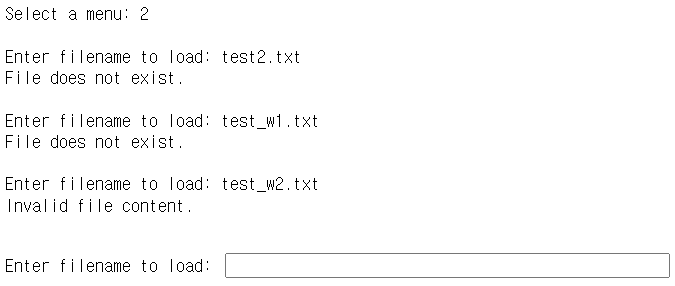 Select a menu: 2
Enter filename to load: test2.txt
File does not exist.
Enter filename to load: test_w1.txt
File does not exist.
Enter filename to load: test_w2.txt
Invalid file content.
Enter filename to load: